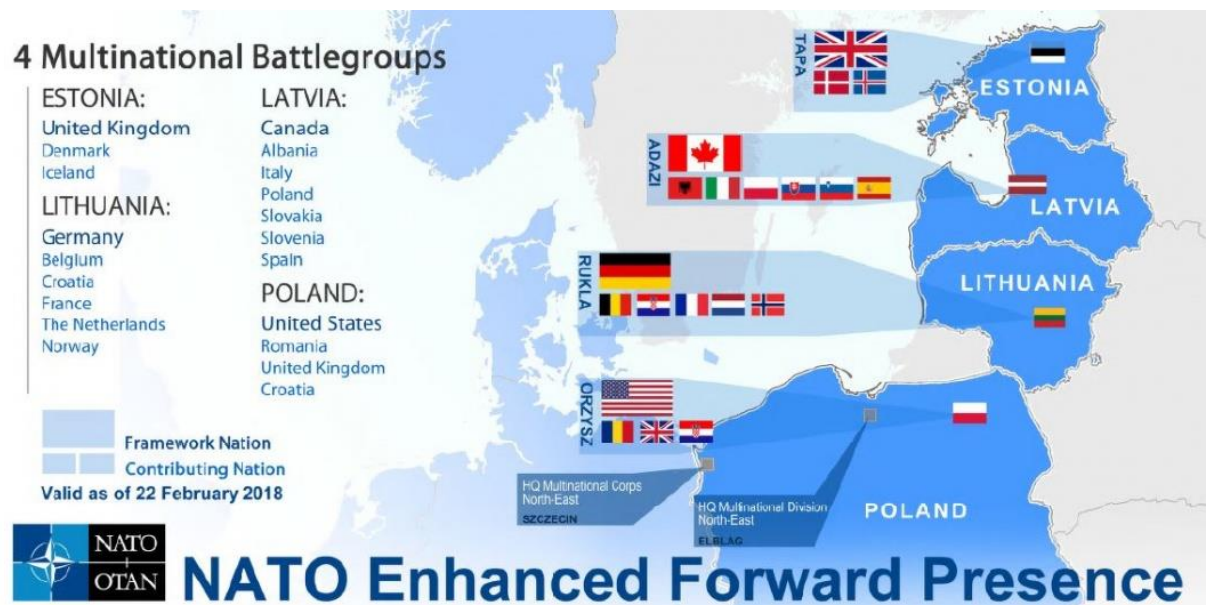 4 Multinational Battlegroups
ESTONIA:
United Kingdom
Denmark
Iceland
LITHUANIA:
Germany
Belgium
Croatia
France
The Netherlands
Norway
LATVIA:
Canada
Albania
Italy
Poland
Slovakia
Slovenia
Spain
POLAND:
United States
Romania
United Kingdom
Croatia
Framework Nation
Contributing Nation
Valid as of 22 February 2018
TAPA
ESTONIA
ADAZI
LATVIA
RUKLA
LITHUANIA
ORZYSZ
HQ Multinational Corps
North-East
SZCZECIN
HQ Multinational Division
North-East
ELBLAG
POLAND
NATO
OTAN
NATO Enhanced Forward Presence